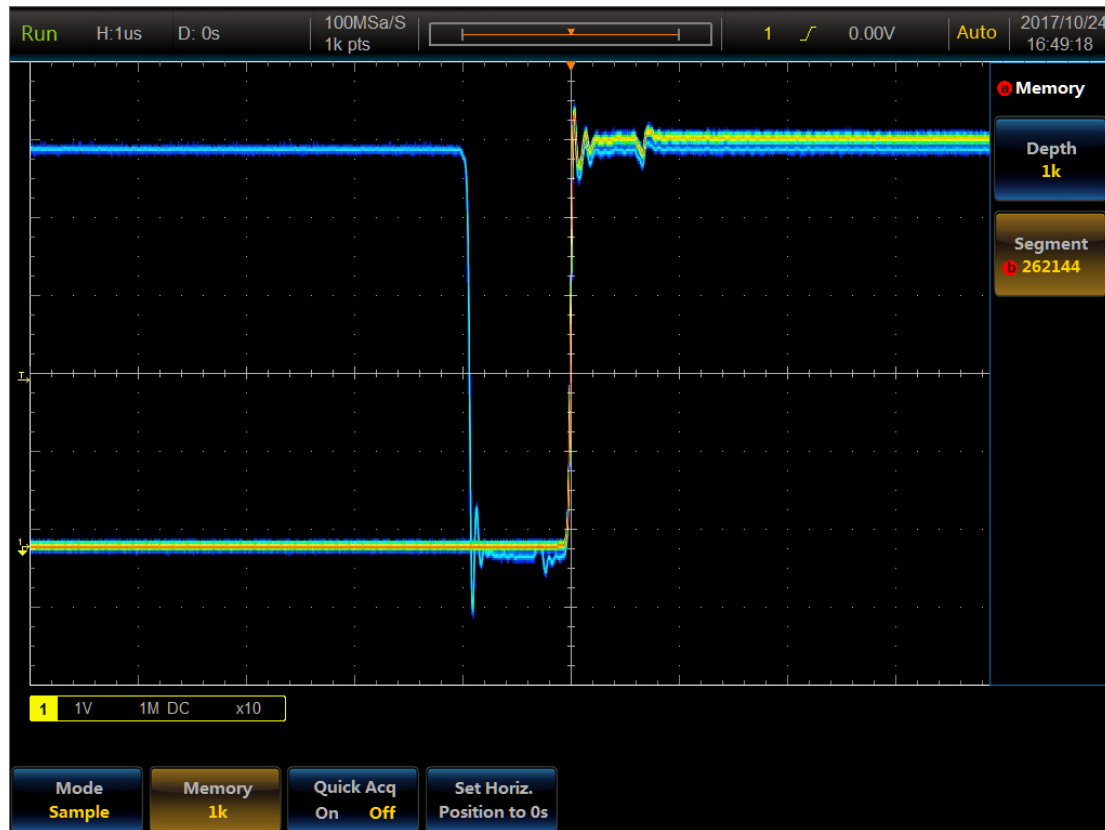 Run H:1us D: 0s 100MSa/S 1k pts 1 0.00V Auto 2017/10/24 16:49:18
a Memory
Depth
1k
Segment
b 262144
T
1
1 1V 1M DC x10
Mode
Sample
Memory
1k
Quick Acq
On Off
Set Horiz.
Position to 0s